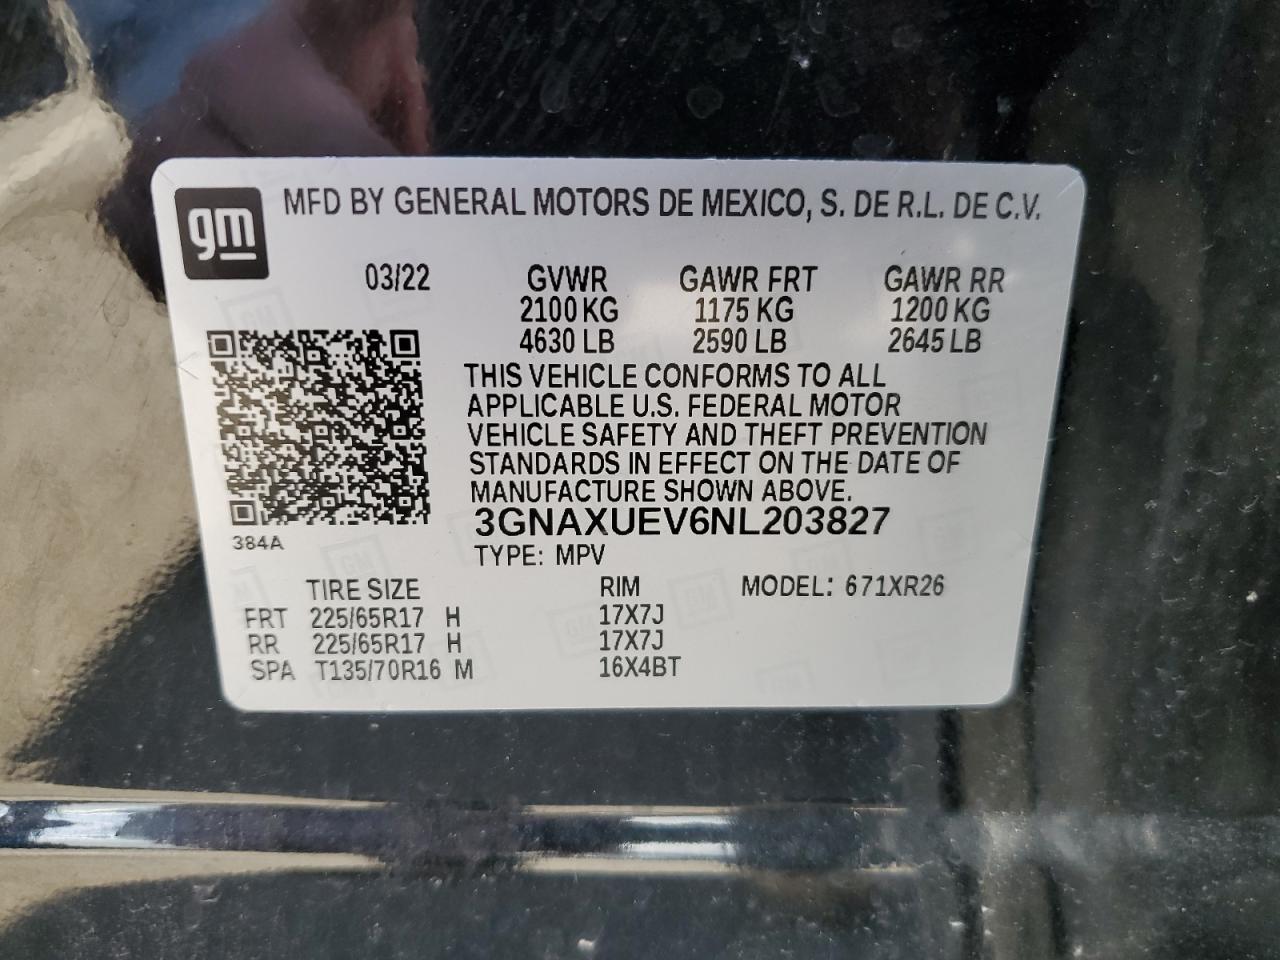 gm
MFD BY GENERAL MOTORS DE MEXICO, S. DE R.L. DE C.V.
03/22 GVWR GAWR FRT GAWR RR
2100 KG 1175 KG 1200 KG
4630 LB 2590 LB 2645 LB
THIS VEHICLE CONFORMS TO ALL
APPLICABLE U.S. FEDERAL MOTOR
VEHICLE SAFETY AND THEFT PREVENTION
STANDARDS IN EFFECT ON THE DATE OF
MANUFACTURE SHOWN ABOVE.
3GNAXUEV6NL203827
384A
TYPE: MPV
TIRE SIZE RIM MODEL: 671XR26
FRT 225/65R17 H 17X7J
RR 225/65R17 H 17X7J
SPA T135/70R16 M 16X4BT